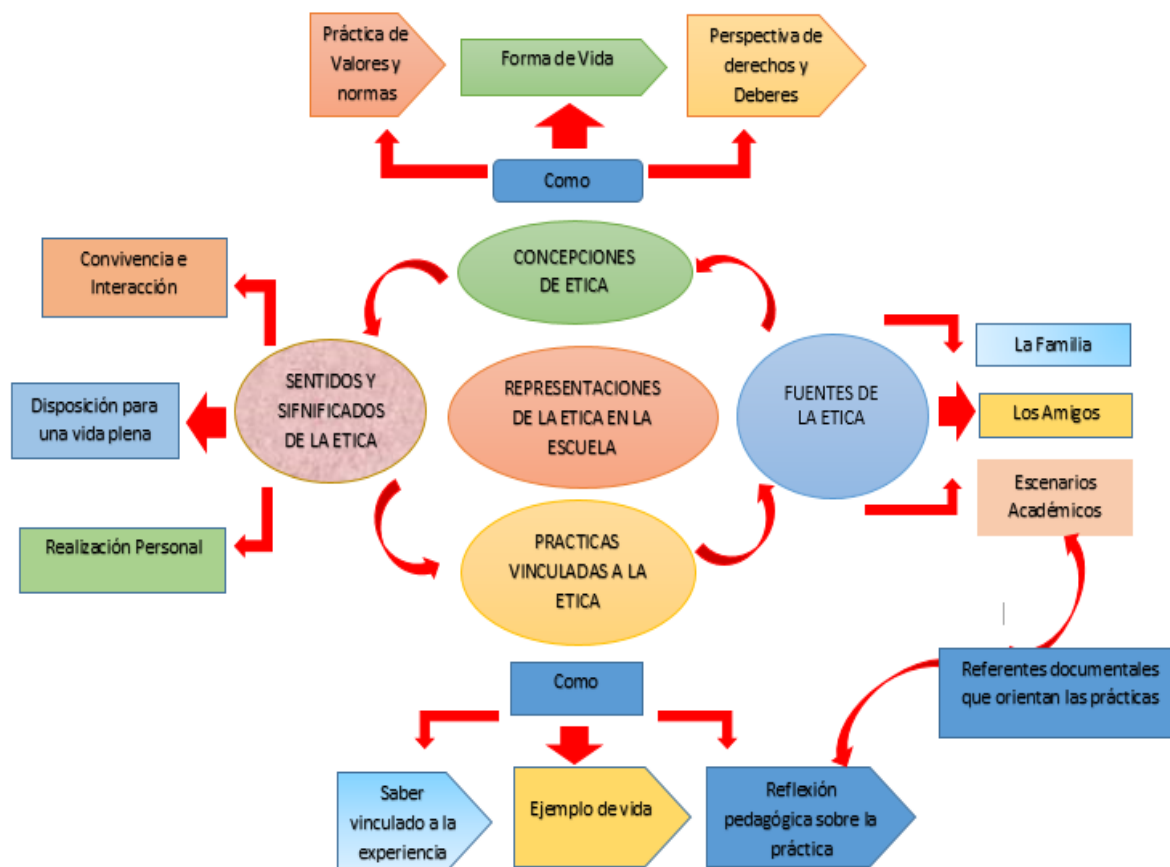 Práctica de
Valores y
normas
Forma de Vida
Perspectiva de
derechos y
Deberes
Como
CONCEPCIONES
DE ETICA
Convivencia e
Interacción
Disposición para
una vida plena
Realización Personal
SENTIDOS Y
SIFNIFICADOS
DE LA ETICA
REPRESENTACIONES
DE LA ETICA EN LA
ESCUELA
FUENTES DE
LA ETICA
La Familia
Los Amigos
Escenarios
Académicos
PRACTICAS
VINCULADAS A LA
ETICA
Como
Referentes documentales
que orientan las prácticas
Saber
vinculado a la
experiencia
Ejemplo de vida
Reflexión
pedagógica sobre la
práctica